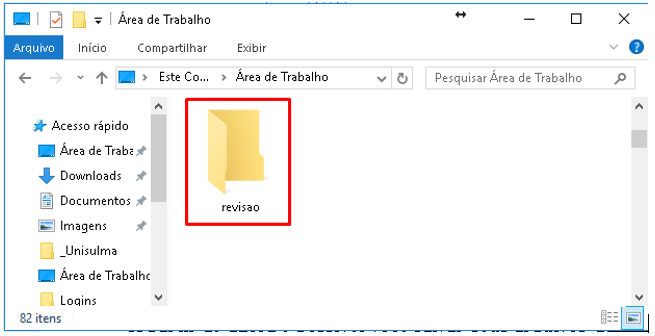 Área de Trabalho
Arquivo Início Compartilhar Exibir
Este Co... Área de Trabalho
Pesquisar Área de Trabalho
Acesso rápido
Área de Traba
Downloads
Documentos
Imagens
_Unisulma
Área de Trabalho
Logins
revisao
82 itens